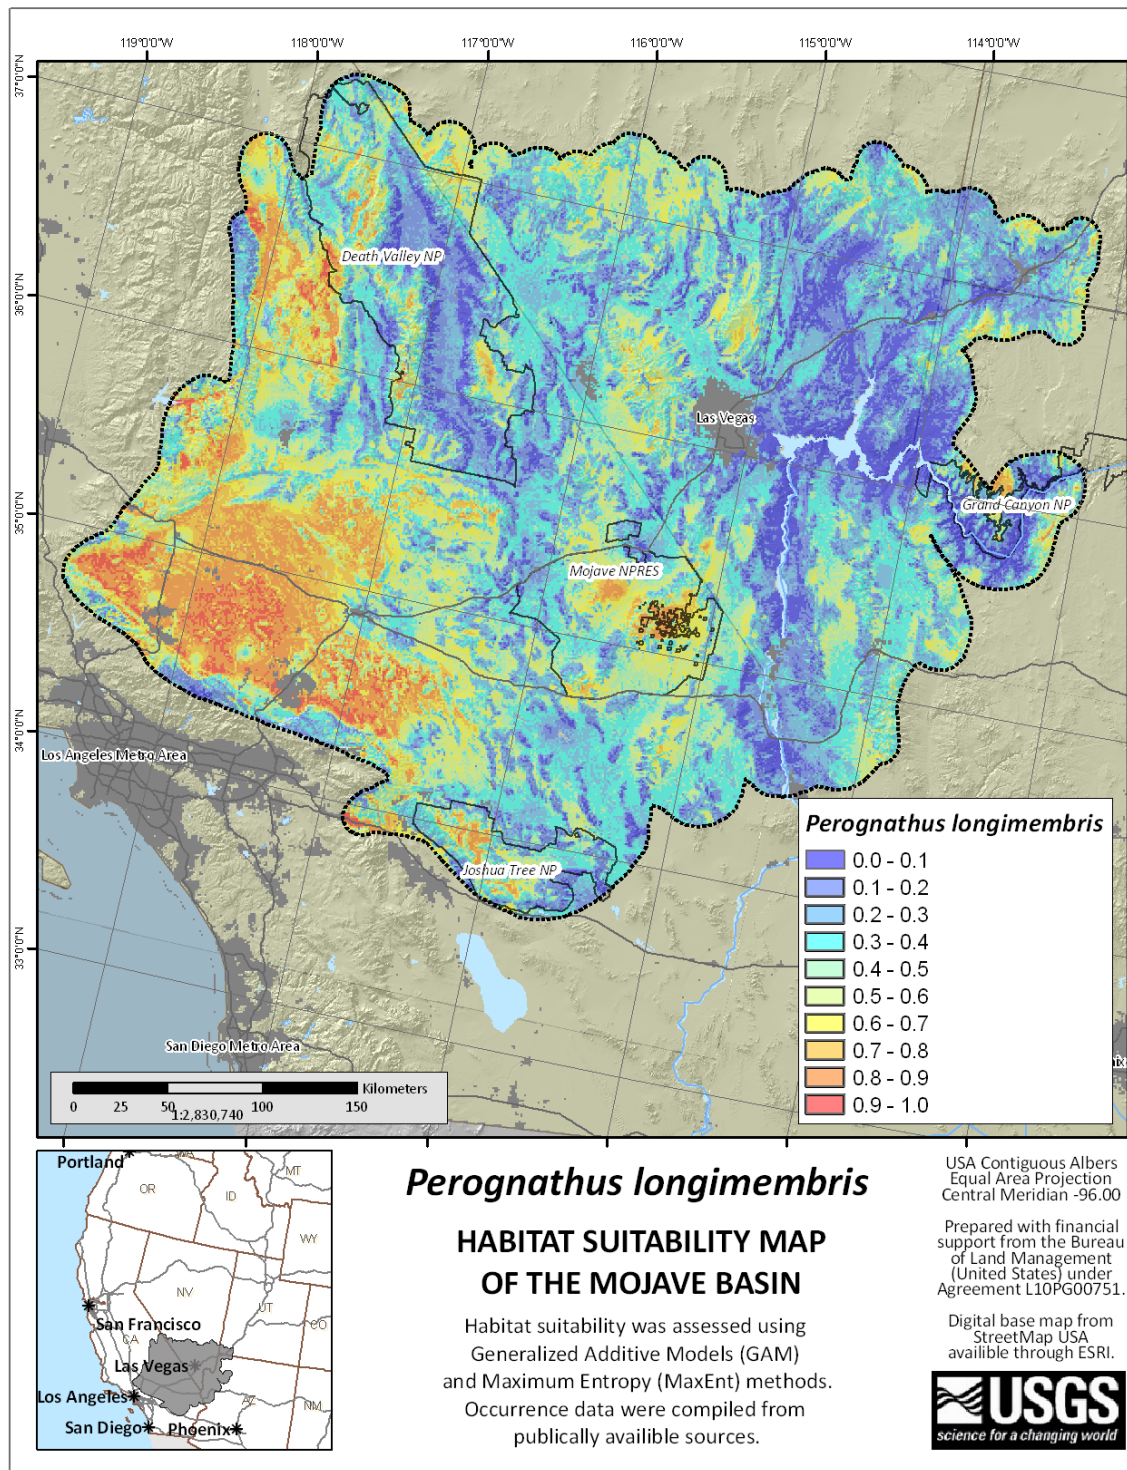 119°0'0"W
118°0'0"W
117°0'0"W
116°0'0"W
115°0'0"W
114°0'0"W
37°0'0"N
36°0'0"N
35°0'0"N
34°0'0"N
33°0'0"N
Death Valley NP
Las Vegas
Grand Canyon NP
Mojave NPRES
Los Angeles Metro Area
Joshua Tree NP
San Diego Metro Area
Perognathus longimembris
0.0 - 0.1
0.1 - 0.2
0.2 - 0.3
0.3 - 0.4
0.4 - 0.5
0.5 - 0.6
0.6 - 0.7
0.7 - 0.8
0.8 - 0.9
0.9 - 1.0
Kilometers
0 25 50 100 150
1:2,830,740
Portland
WA
MT
OR
ID
WY
NV
UT
CO
San Francisco
CA
Las Vegas
Los Angeles
AZ
NM
San Diego
Phoenix
Perognathus longimembris
HABITAT SUITABILITY MAP
OF THE MOJAVE BASIN
Habitat suitability was assessed using
Generalized Additive Models (GAM)
and Maximum Entropy (MaxEnt) methods.
Occurrence data were compiled from
publically availible sources.
USA Contiguous Albers
Equal Area Projection
Central Meridian -96.00
Prepared with financial
support from the Bureau
of Land Management
(United States) under
Agreement L10PG00751.
Digital base map from
StreetMap USA
availible through ESRI.
USGS
science for a changing world